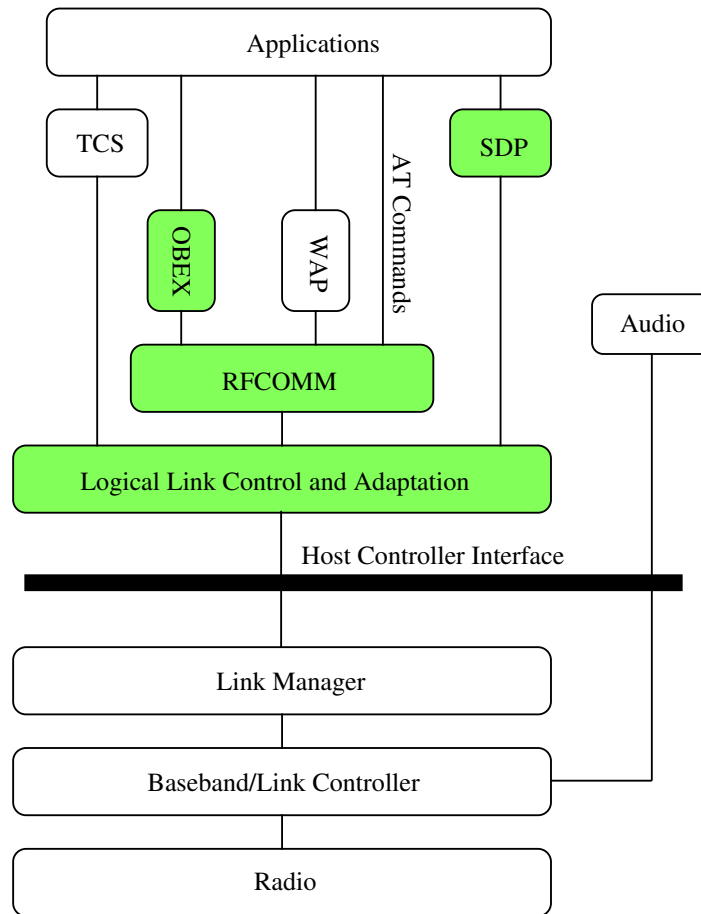 Applications
TCS
SDP
OBEX
WAP
AT Commands
Audio
RFCOMM
Logical Link Control and Adaptation
Host Controller Interface
Link Manager
Baseband/Link Controller
Radio